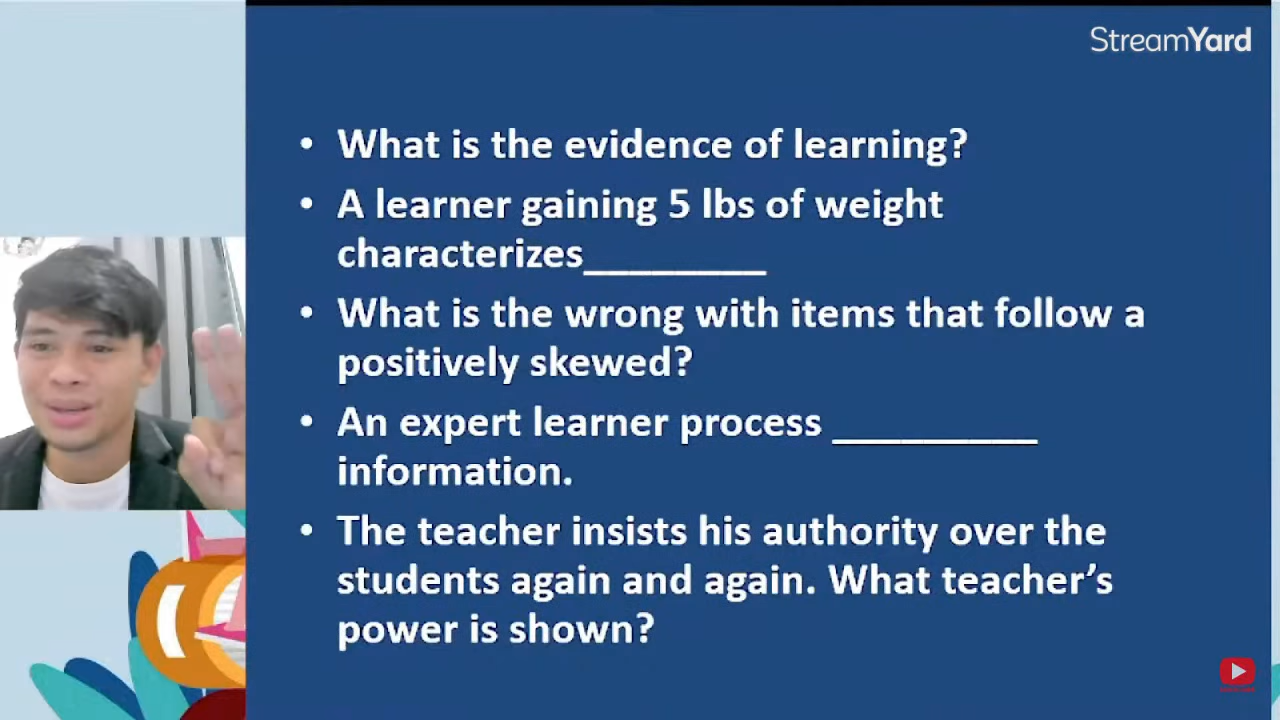 StreamYard
• What is the evidence of learning?
• A learner gaining 5 lbs of weight
characterizes________
• What is the wrong with items that follow a
positively skewed?
• An expert learner process _________
information.
• The teacher insists his authority over the
students again and again. What teacher’s
power is shown?